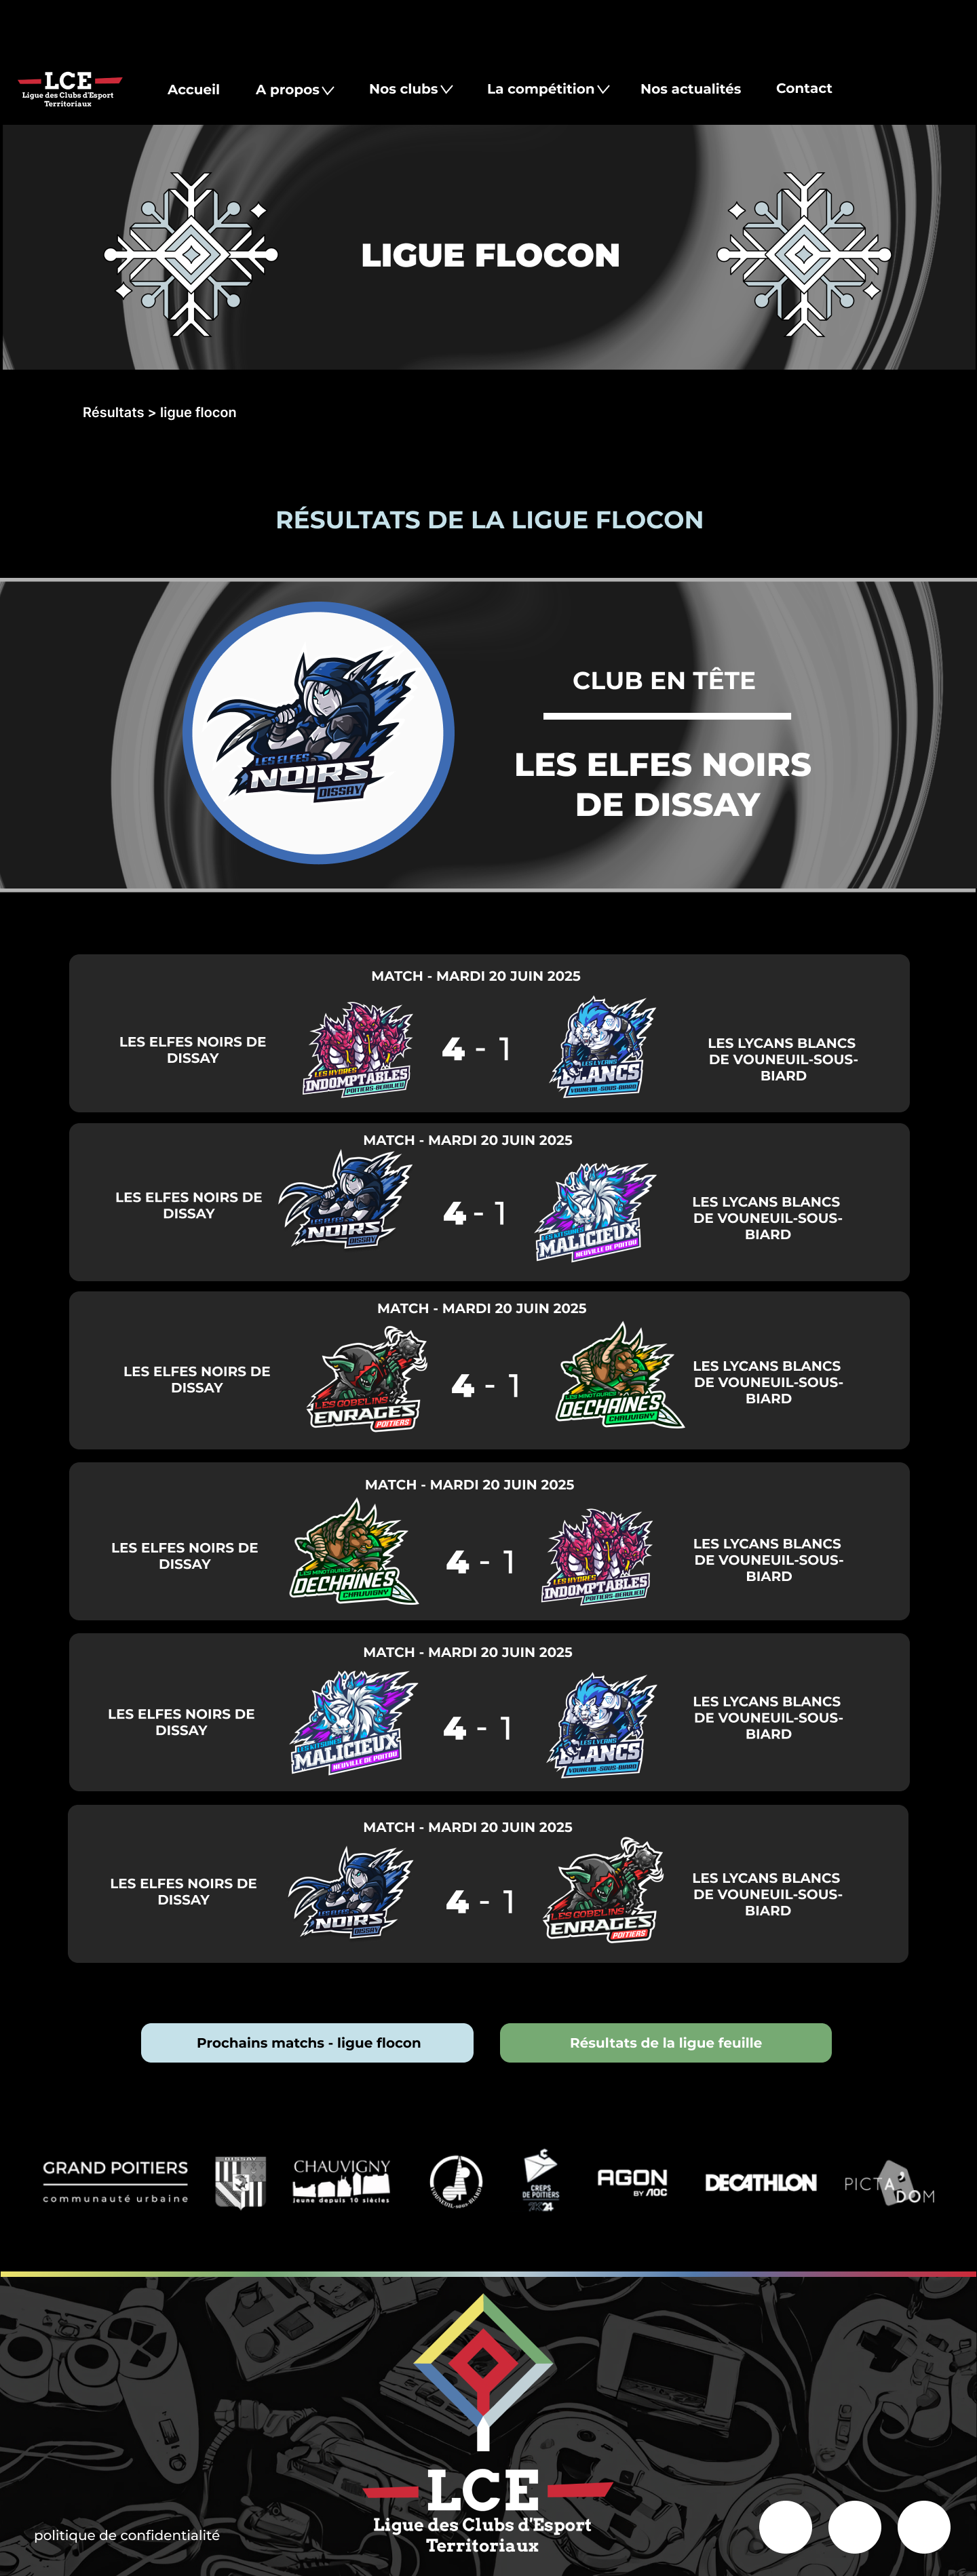 LCE
Ligue des Clubs d'Esport
Territoriaux
Accueil
A propos
Nos clubs
La compétition
Nos actualités
Contact
LIGUE FLOCON
Résultats > ligue flocon
RÉSULTATS DE LA LIGUE FLOCON
LES ELFES
NOIRS
DISSAY
CLUB EN TÊTE
LES ELFES NOIRS
DE DISSAY
MATCH - MARDI 20 JUIN 2025
LES ELFES NOIRS DE
DISSAY
LES HYDRES
INDOMPTABLES
POITIERS-BEAULIEU
4 - 1
LES LYCANS
BLANCS
VOUNEUIL-SOUS-BIARD
LES LYCANS BLANCS
DE VOUNEUIL-SOUS-
BIARD
MATCH - MARDI 20 JUIN 2025
LES ELFES NOIRS DE
DISSAY
LES ELFES
NOIRS
DISSAY
4 - 1
LES KITSUNES
MALICIEUX
NEUVILLE DE POITOU
LES LYCANS BLANCS
DE VOUNEUIL-SOUS-
BIARD
MATCH - MARDI 20 JUIN 2025
LES ELFES NOIRS DE
DISSAY
LES GOBELINS
ENRAGES
POITIERS
4 - 1
LES MINOTAURES
DECHAINES
CHAUVIGNY
LES LYCANS BLANCS
DE VOUNEUIL-SOUS-
BIARD
MATCH - MARDI 20 JUIN 2025
LES ELFES NOIRS DE
DISSAY
LES MINOTAURES
DECHAINES
CHAUVIGNY
4 - 1
LES HYDRES
INDOMPTABLES
POITIERS-BEAULIEU
LES LYCANS BLANCS
DE VOUNEUIL-SOUS-
BIARD
MATCH - MARDI 20 JUIN 2025
LES ELFES NOIRS DE
DISSAY
LES KITSUNES
MALICIEUX
NEUVILLE DE POITOU
4 - 1
LES LYCANS
BLANCS
VOUNEUIL-SOUS-BIARD
LES LYCANS BLANCS
DE VOUNEUIL-SOUS-
BIARD
MATCH - MARDI 20 JUIN 2025
LES ELFES NOIRS DE
DISSAY
LES ELFES
NOIRS
DISSAY
4 - 1
LES GOBELINS
ENRAGES
POITIERS
LES LYCANS BLANCS
DE VOUNEUIL-SOUS-
BIARD
Prochains matchs - ligue flocon
Résultats de la ligue feuille
GRAND POITIERS
communauté urbaine
DISSAY
CHAUVIGNY
jeune depuis 10 siècles
VOUNEUIL-sous-BIARD
CREPS
DE POITIERS
24
AGON
BY AOC
DECATHLON
PICTA'DOM
LCE
Ligue des Clubs d'Esport
Territoriaux
politique de confidentialité